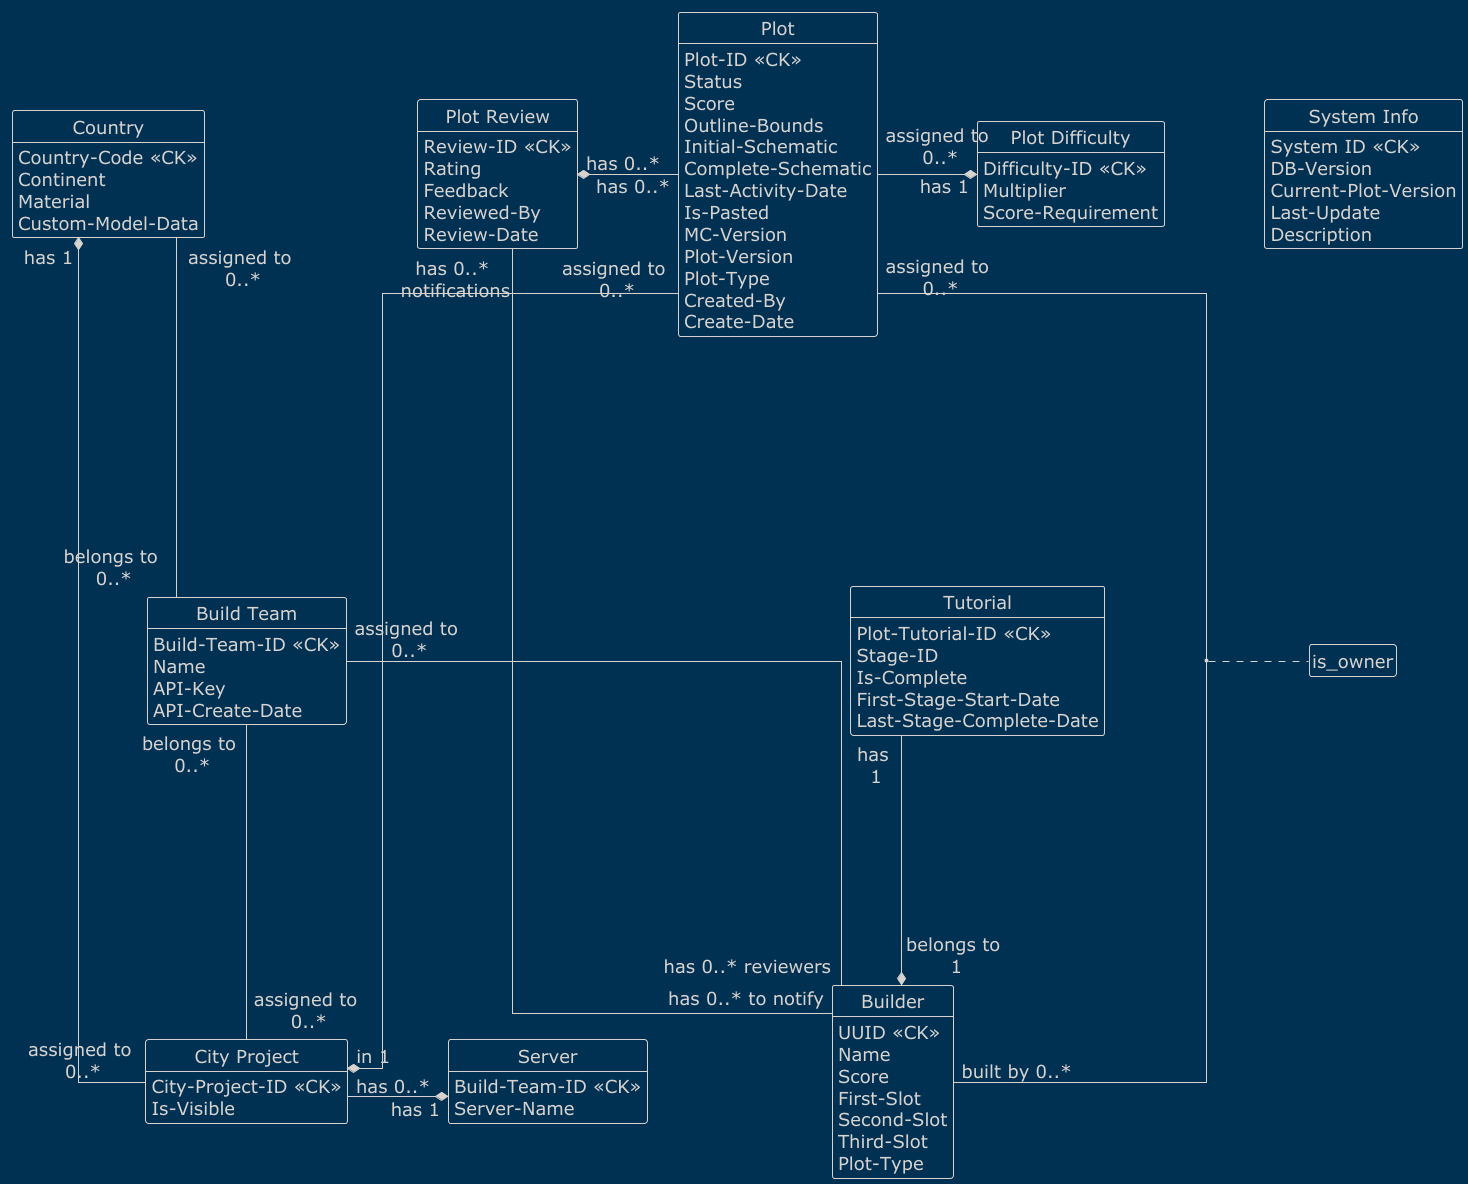 Plot
Plot-ID «CK»
Status
Score
Outline-Bounds
Initial-Schematic
Complete-Schematic
Last-Activity-Date
Is-Pasted
MC-Version
Plot-Version
Plot-Type
Created-By
Create-Date
Country
Country-Code «CK»
Continent
Material
Custom-Model-Data
Plot Review
Review-ID «CK»
Rating
Feedback
Reviewed-By
Review-Date
has 0..*
has 0..*
assigned to
0..*
has 1
Plot Difficulty
Difficulty-ID «CK»
Multiplier
Score-Requirement
System Info
System ID «CK»
DB-Version
Current-Plot-Version
Last-Update
Description
has 1
assigned to
0..*
has 0..*
notifications
assigned to
0..*
assigned to
0..*
belongs to
0..*
Build Team
Build-Team-ID «CK»
Name
API-Key
API-Create-Date
assigned to
0..*
Tutorial
Plot-Tutorial-ID «CK»
Stage-ID
Is-Complete
First-Stage-Start-Date
Last-Stage-Complete-Date
is_owner
belongs to
0..*
has
1
belongs to
1
has 0..* reviewers
has 0..* to notify
assigned to
0..*
assigned to
0..*
City Project
City-Project-ID «CK»
Is-Visible
in 1
has 0..*
has 1
Server
Build-Team-ID «CK»
Server-Name
Builder
UUID «CK»
Name
Score
First-Slot
Second-Slot
Third-Slot
Plot-Type
built by 0..*